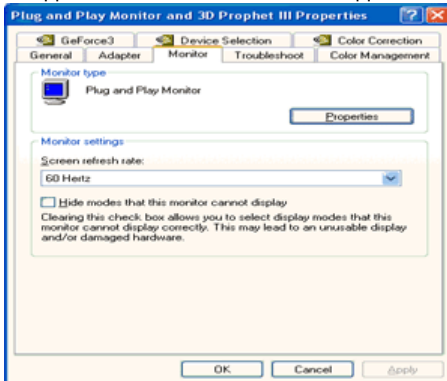 Plug and Play Monitor and 3D Prophet III Properties
GeForce3 Device Selection Color Correction
General Adapter Monitor Troubleshoot Color Management
Monitor type
Plug and Play Monitor
Properties
Monitor settings
Screen refresh rate:
60 Hertz
Hide modes that this monitor cannot display
Clearing this check box allows you to select display modes that this
monitor cannot display correctly. This may lead to an unusable display
and/or damaged hardware.
OK Cancel Apply